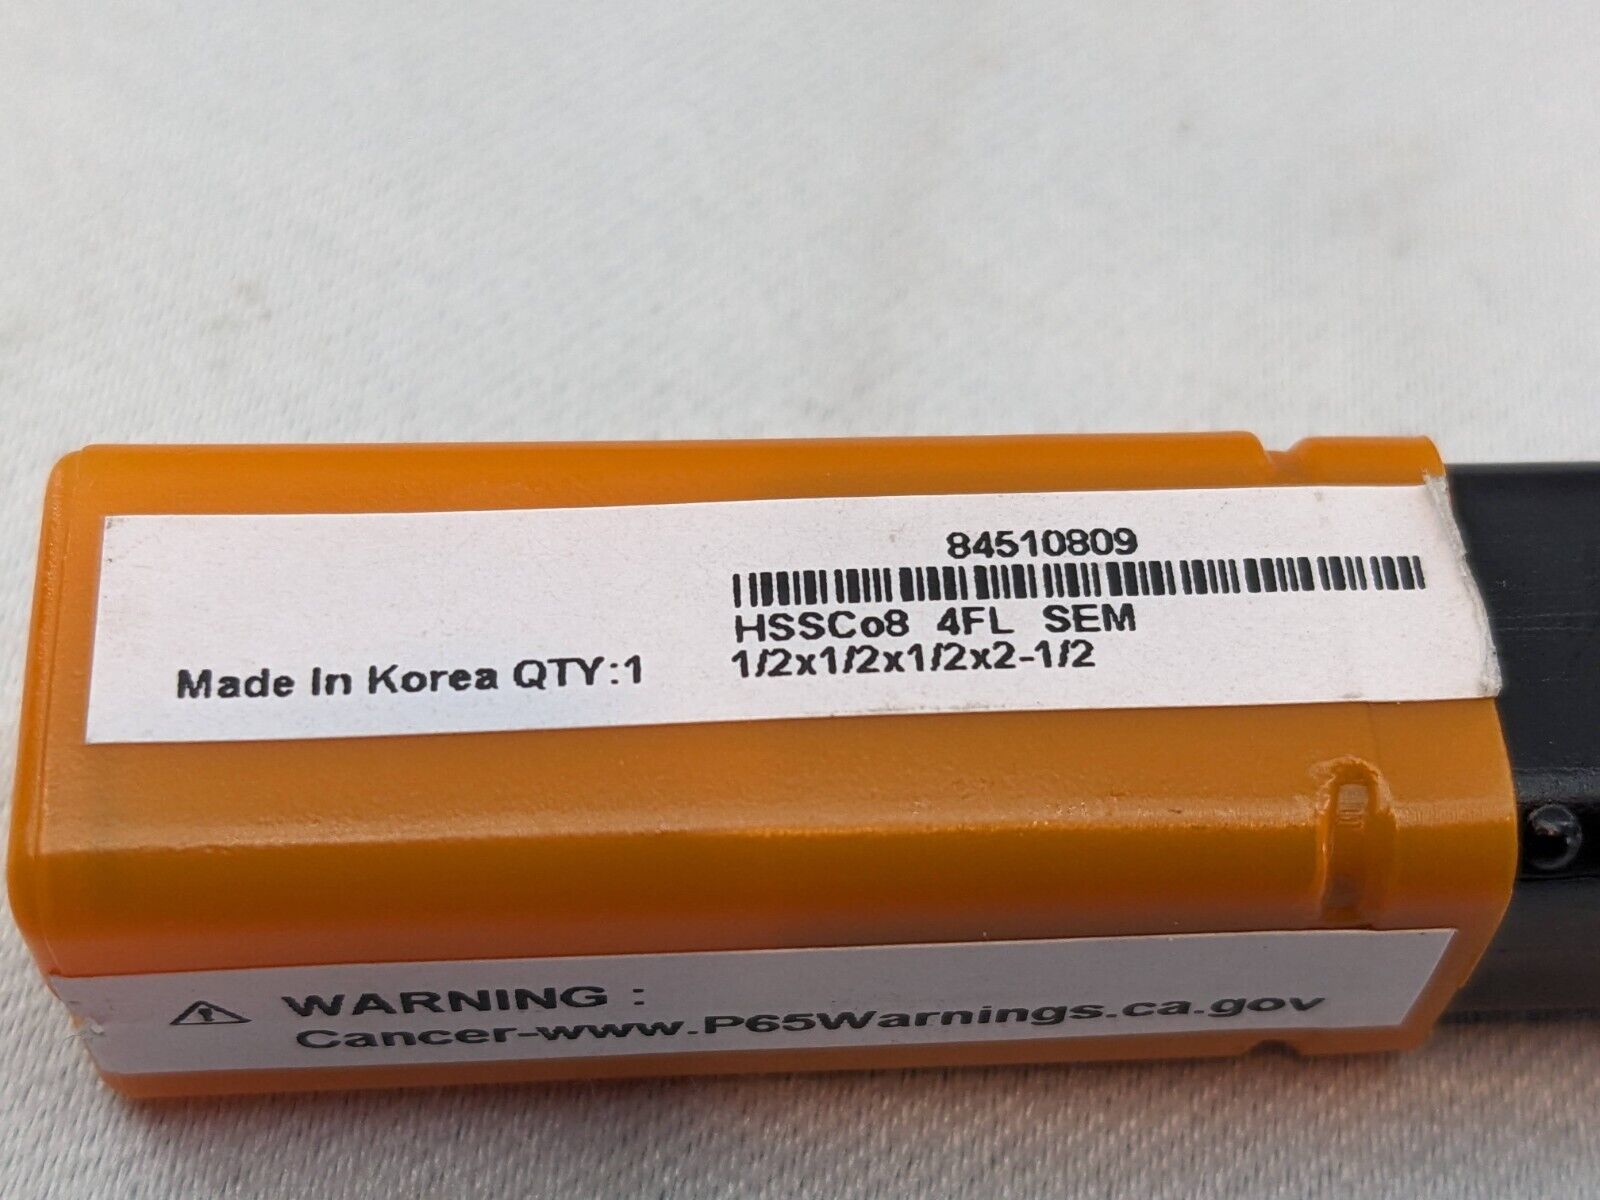 84510809
HSSCo8 4FL SEM
1/2x1/2x1/2x2-1/2
Made In Korea QTY:1
WARNING :
Cancer-www.P65Warnings.ca.gov